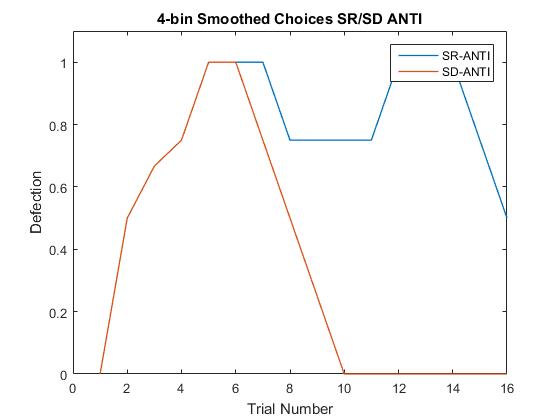 4-bin Smoothed Choices SR/SD ANTI
SR-ANTI
SD-ANTI
1
0.8
0.6
0.4
0.2
0
Defection
0 2 4 6 8 10 12 14 16
Trial Number